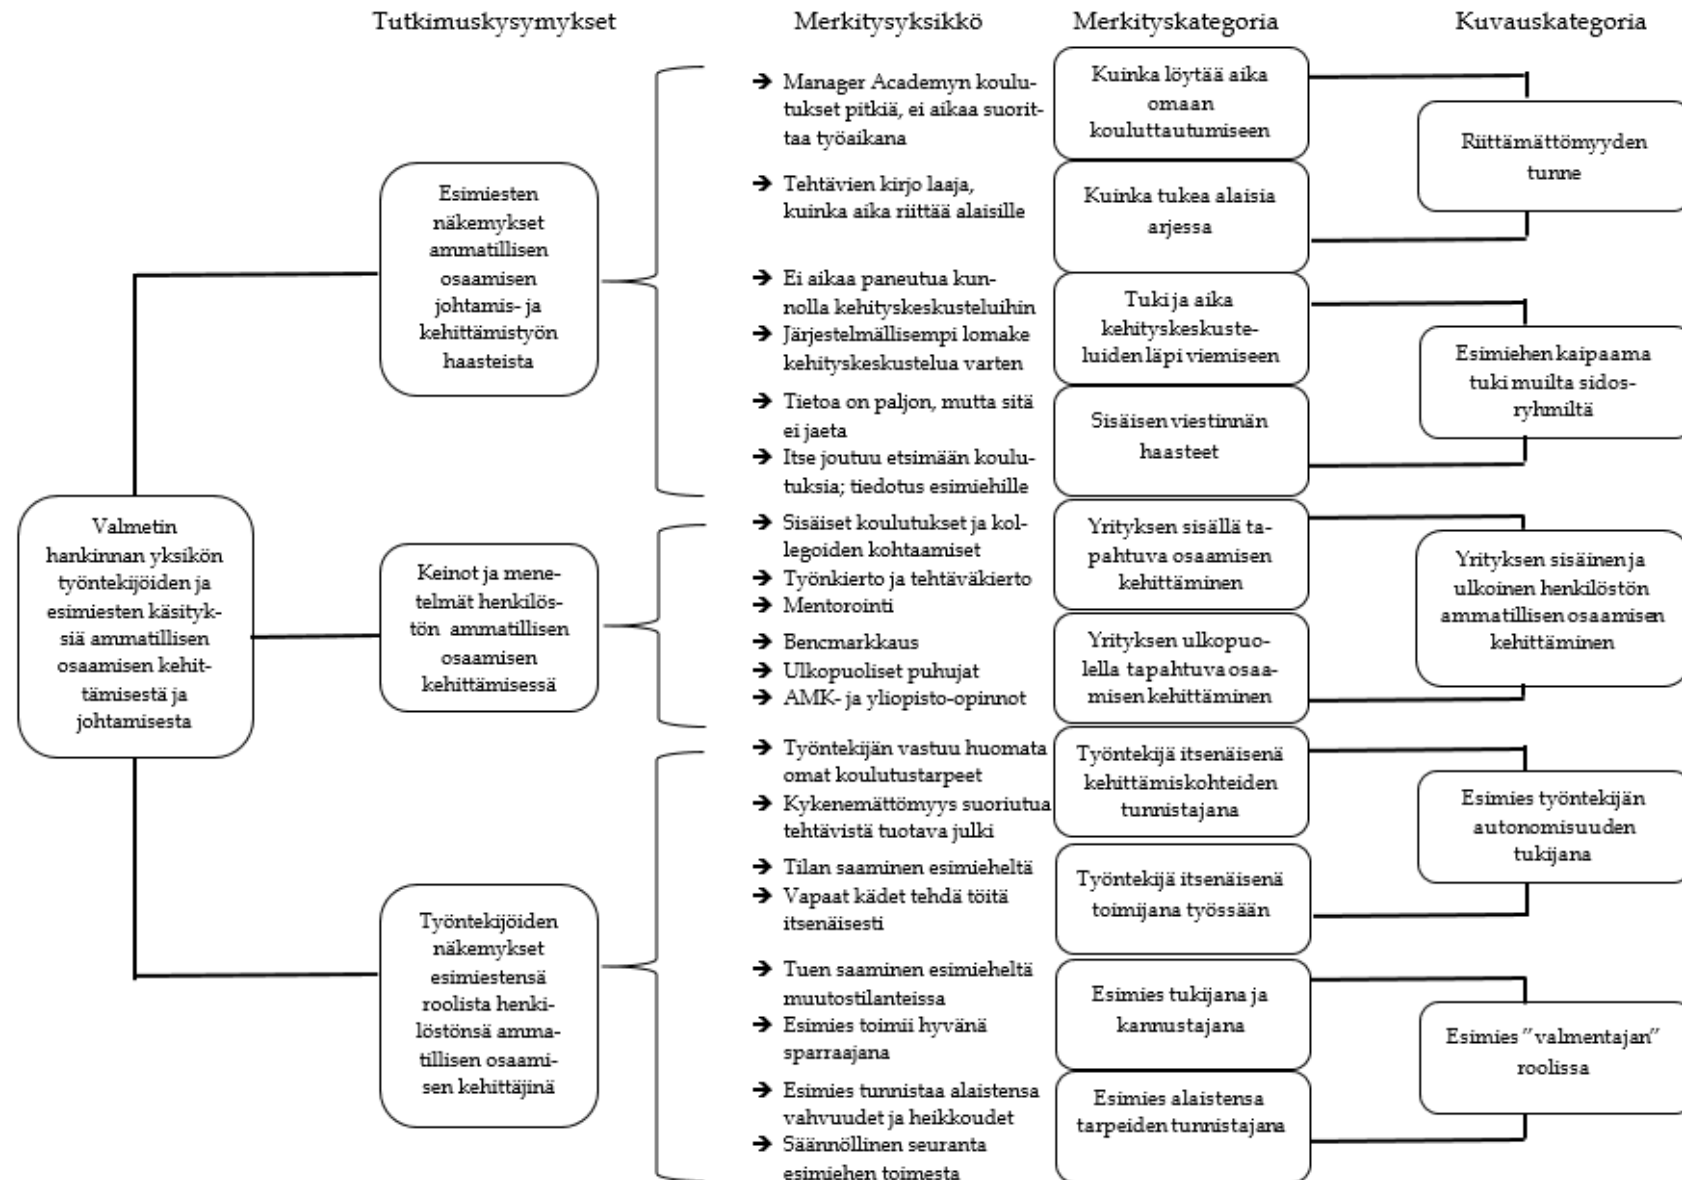 Tutkimuskysymykset
Merkitysyksikkö
Merkityskategoria
Kuvauskategoria
Valmetin
hankinnan yksikön
työntekijöiden ja
esimiesten käsityk-
siä ammatillisen
osaamisen kehit-
tämisestä ja
johtamisesta
Esimiesten
näkemykset
ammatillisen
osaamisen
johtamis- ja
kehittämistyön
haasteista
Keinot ja mene-
telmät henkilös-
tön ammatillisen
osaamisen
kehittämisessä
Työntekijöiden
näkemykset
esimiestensä
roolista henki-
löstönsä amma-
tillisen osaami-
sen kehittäjinä
➔ Manager Academyn koulu-
tukset pitkiä, ei aikaa suorit-
taa työaikana
➔ Tehtävien kirjo laaja,
kuinka aika riittää alaisille
➔ Ei aikaa paneutua kun-
nolla kehityskeskusteluihin
➔ Järjestelmällisempi lomake
kehityskeskustelua varten
➔ Tietoa on paljon, mutta sitä
ei jaeta
➔ Itse joutuu etsimään koulu-
tuksia; tiedotus esimiehille
➔ Sisäiset koulutukset ja kol-
legoiden kohtaamiset
➔ Työnkierto ja tehtäväkierto
➔ Mentorointi
➔ Bencmarkkaus
➔ Ulkopuoliset puhujat
➔ AMK- ja yliopisto-opinnot
➔ Työntekijän vastuu huomata
omat koulutustarpeet
➔ Kykenemättömyys suoriutua
tehtävistä tuotava julki
➔ Tilan saaminen esimieheltä
➔ Vapaat kädet tehdä töitä
itsenäisesti
➔ Tuen saaminen esimieheltä
muutostilanteissa
➔ Esimies toimii hyvänä
sparraajana
➔ Esimies tunnistaa alaistensa
vahvuudet ja heikkoudet
➔ Säännöllinen seuranta
esimiehen toimesta
Kuinka löytää aika
omaan
kouluttautumiseen
Kuinka tukea alaisia
arjessa
Tuki ja aika
kehityskeskuste-
luiden läpi viemiseen
Sisäisen viestinnän
haasteet
Yrityksen sisällä ta-
pahtuva osaamisen
kehittäminen
Yrityksen ulkopuo-
lella tapahtuva osaa-
misen kehittäminen
Työntekijä itsenäisenä
kehittämiskohteiden
tunnistajana
Työntekijä itsenäisenä
toimijana työssään
Esimies tukijana ja
kannustajana
Esimies alaistensa
tarpeiden tunnistajana
Riittämättömyyden
tunne
Esimiehen kaipaama
tuki muilta sidos-
ryhmiltä
Yrityksen sisäinen ja
ulkoinen henkilöstön
ammatillisen osaamisen
kehittäminen
Esimies työntekijän
autonomisuuden
tukijana
Esimies ”valmentajan”
roolissa